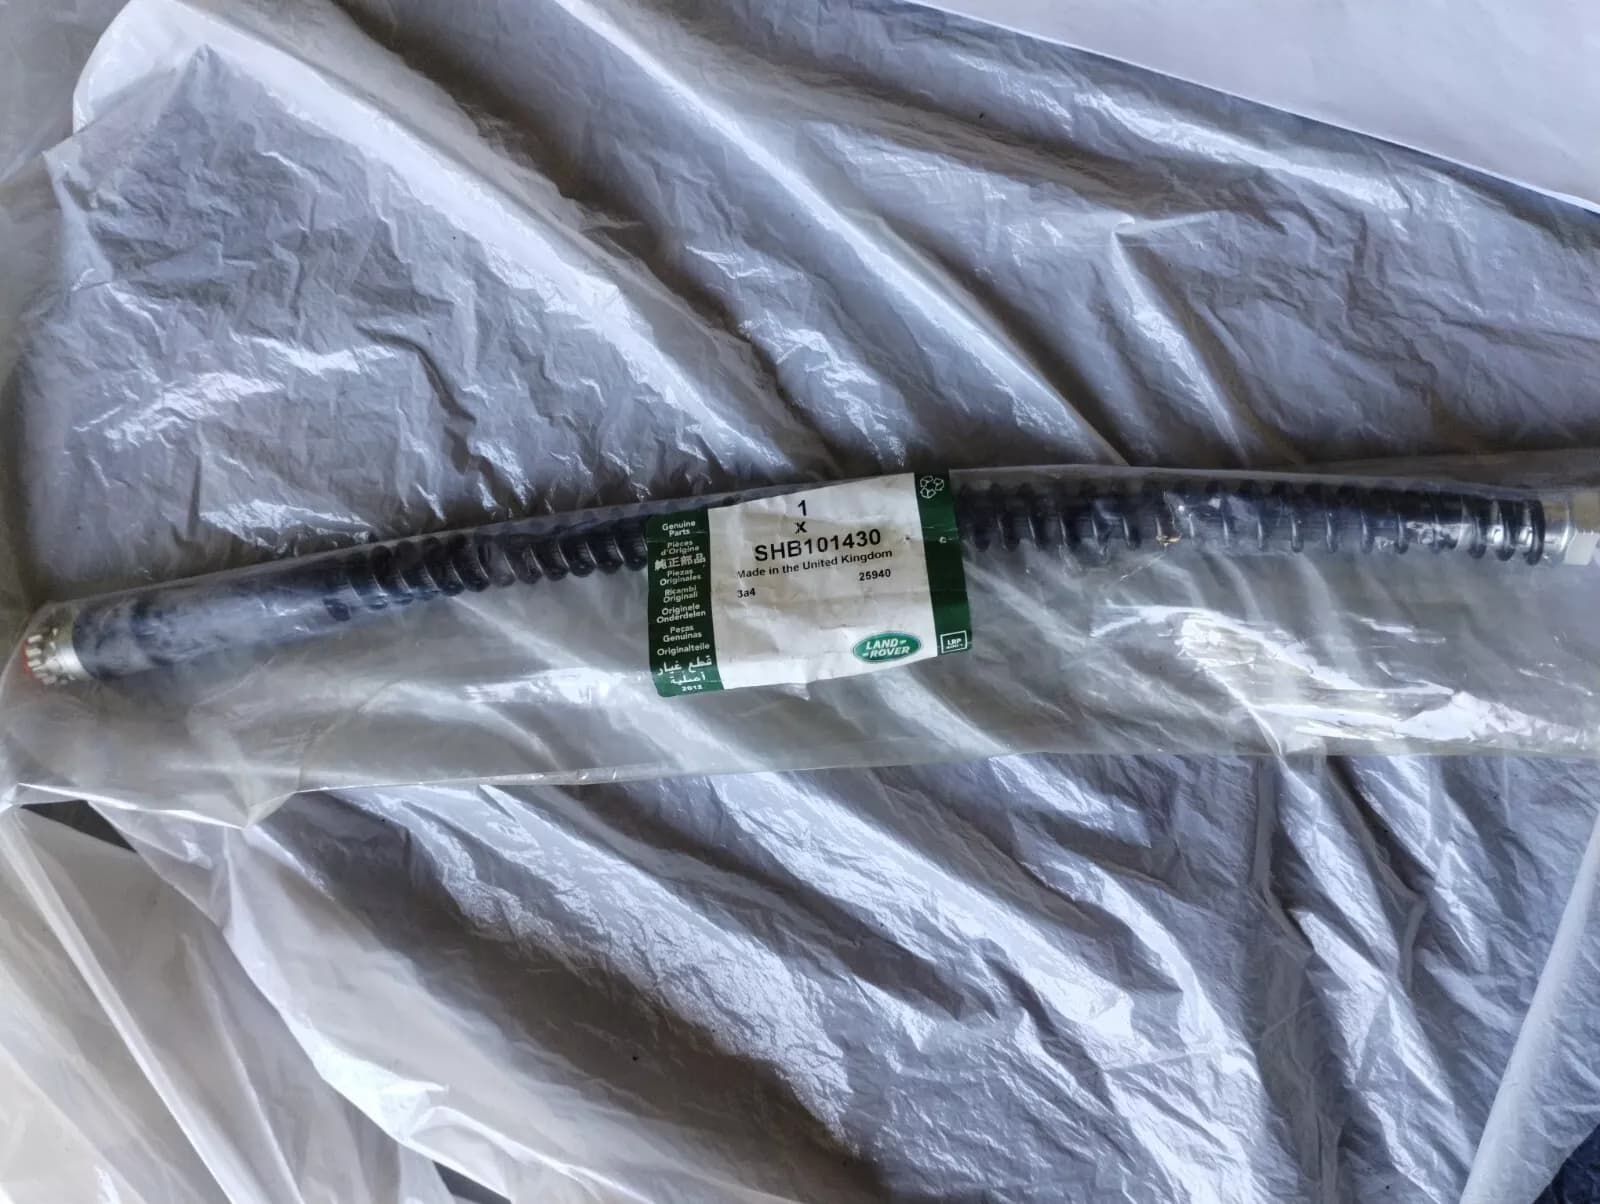 Genuine
Parts
Pièces
d'Origine
純正部品
Piezas
Originales
Ricambi
Originali
Originele
Onderdelen
Peças
Genuinas
Originalteile
قطع غيار
أصلية
2012
1
x
SHB101430
Made in the United Kingdom
25940
3a4
LAND
ROVER
LRP